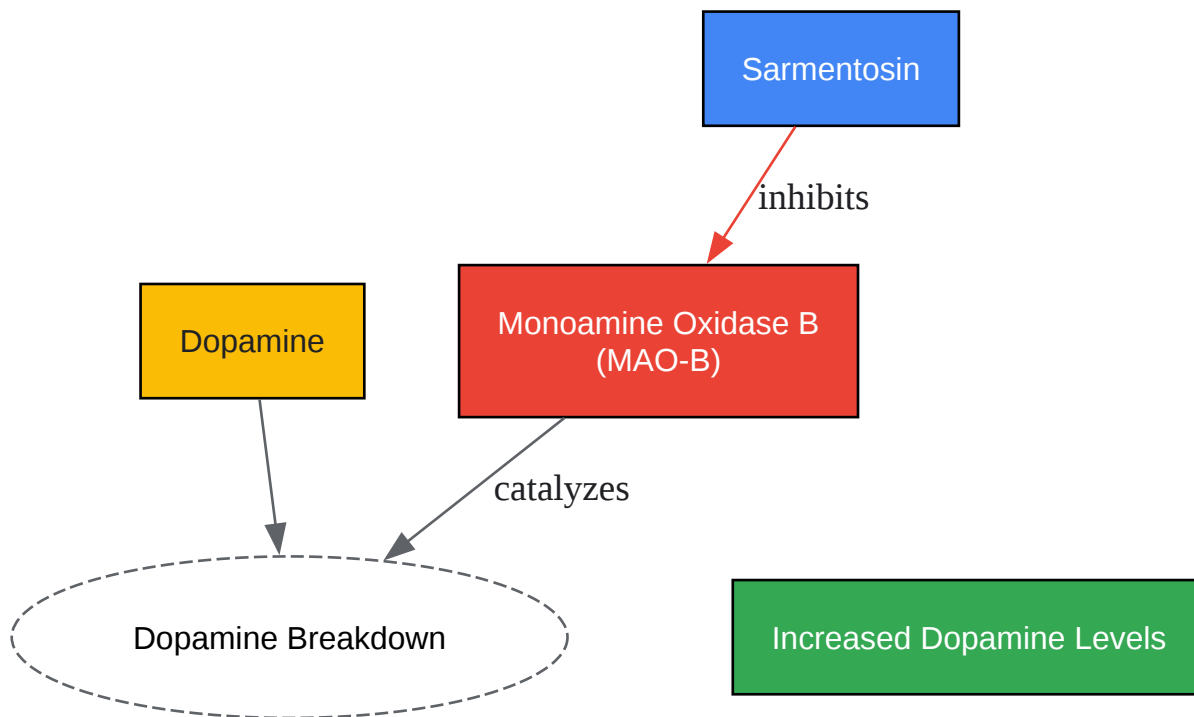 Sarmentosin
inhibits
Dopamine
Monoamine Oxidase B
(MAO-B)
catalyzes
Dopamine Breakdown
Increased Dopamine Levels